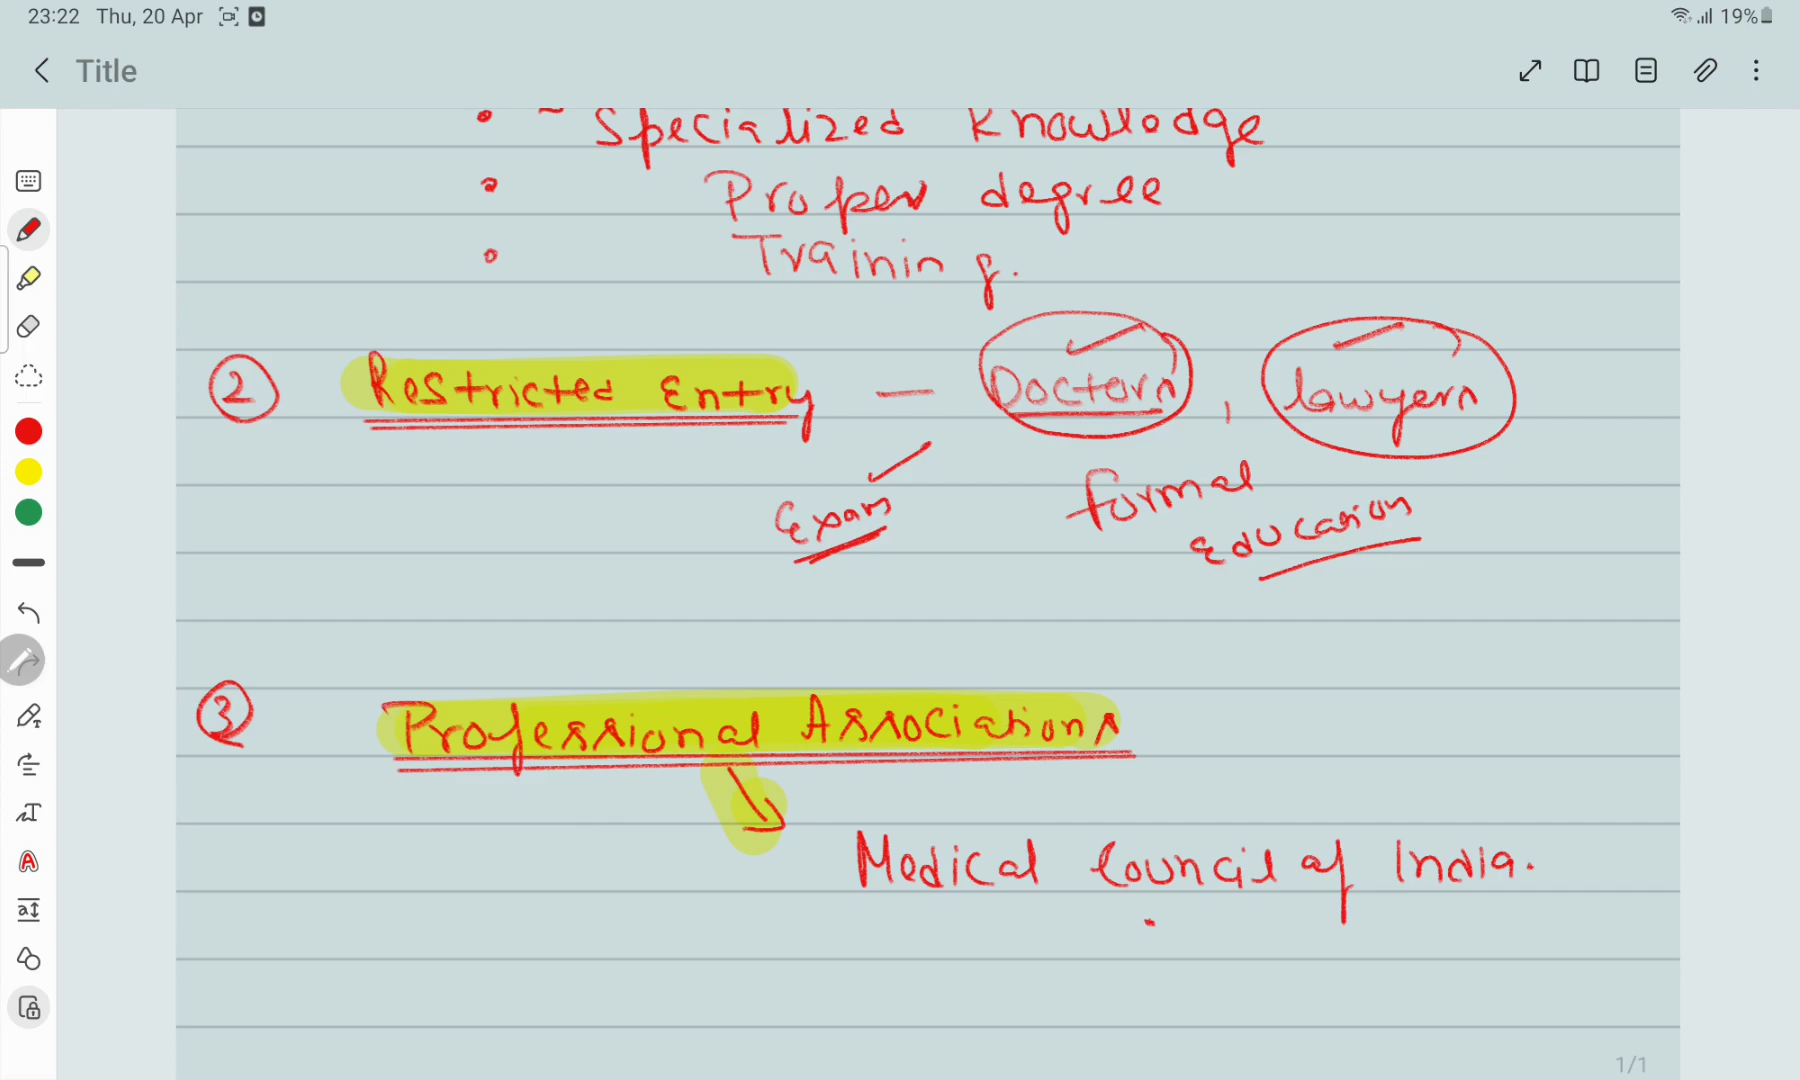 23:22 Thu, 20 Apr 19%
Title
• ~ Specialized Knowledge
• Proper degree
• Training.
② Restricted Entry — Doctors, lawyers
Exam formal
education
③ Professional Associations
Medical Council of India.
1/1